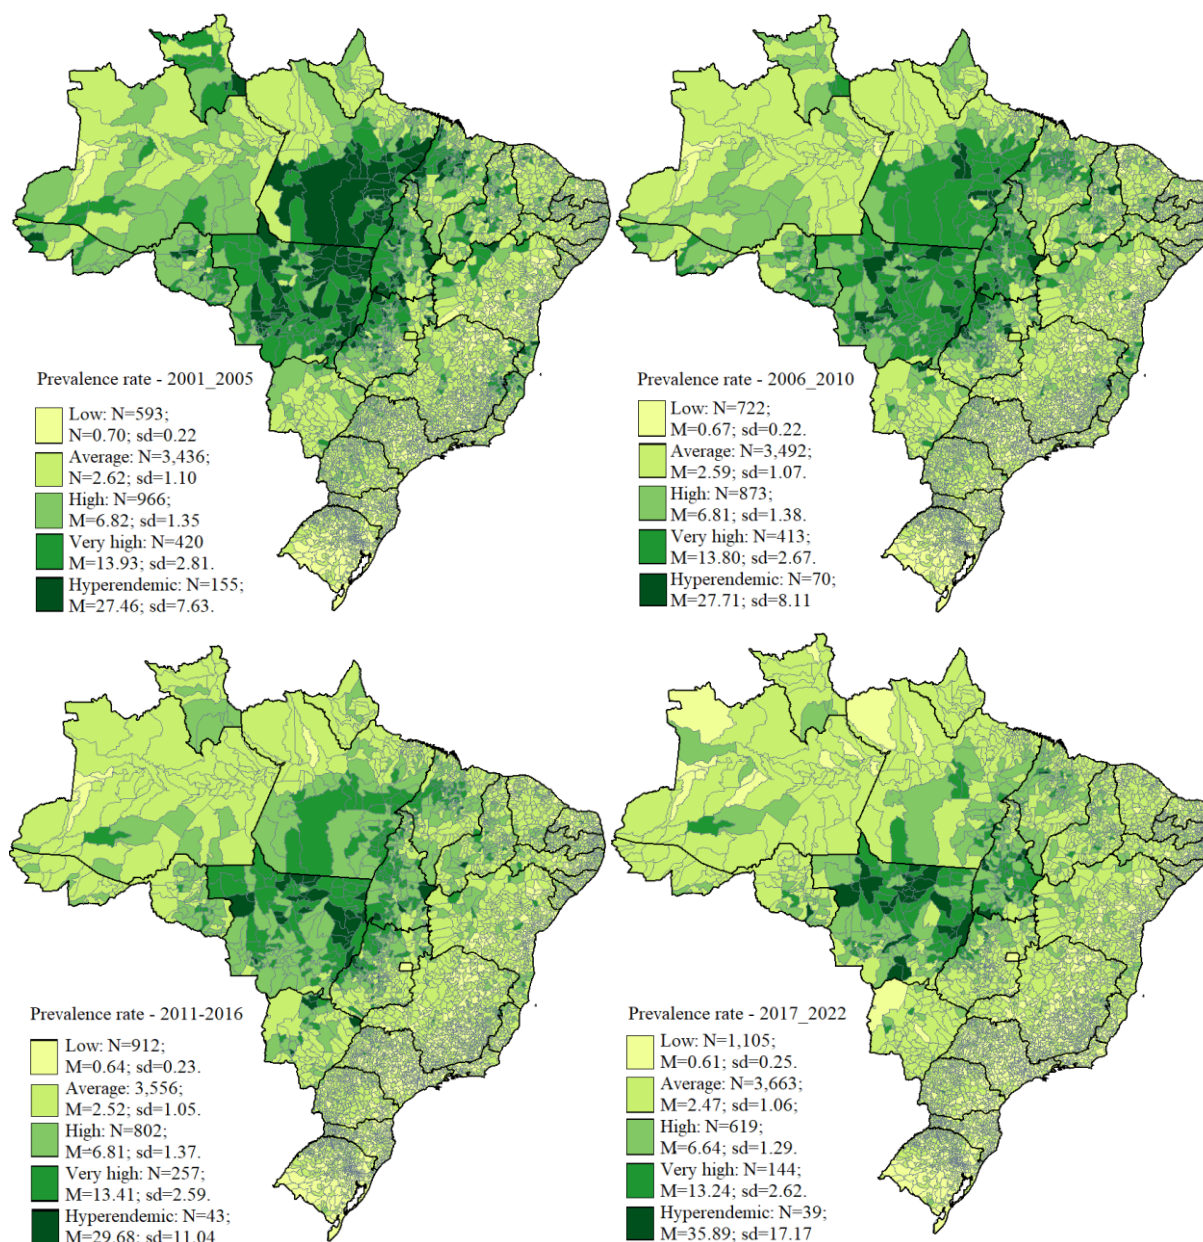 Prevalence rate - 2001_2005
Low: N=593;
N=0.70; sd=0.22
Average: N=3,436;
N=2.62; sd=1.10
High: N=966;
M=6.82; sd=1.35
Very high: N=420
M=13.93; sd=2.81.
Hyperendemic: N=155;
M=27.46; sd=7.63.
Prevalence rate - 2006_2010
Low: N=722;
M=0.67; sd=0.22.
Average: N=3,492;
M=2.59; sd=1.07.
High: N=873;
M=6.81; sd=1.38.
Very high: N=413;
M=13.80; sd=2.67.
Hyperendemic: N=70;
M=27.71; sd=8.11
Prevalence rate - 2011-2016
Low: N=912;
M=0.64; sd=0.23.
Average: 3,556;
M=2.52; sd=1.05.
High: N=802;
M=6.81; sd=1.37.
Very high: N=257;
M=13.41; sd=2.59.
Hyperendemic: N=43;
M=29.68; sd=11.04
Prevalence rate - 2017_2022
Low: N=1,105;
M=0.61; sd=0.25.
Average: N=3,663;
M=2.47; sd=1.06;
High: N=619;
M=6.64; sd=1.29.
Very high: N=144;
M=13.24; sd=2.62.
Hyperendemic: N=39;
M=35.89; sd=17.17